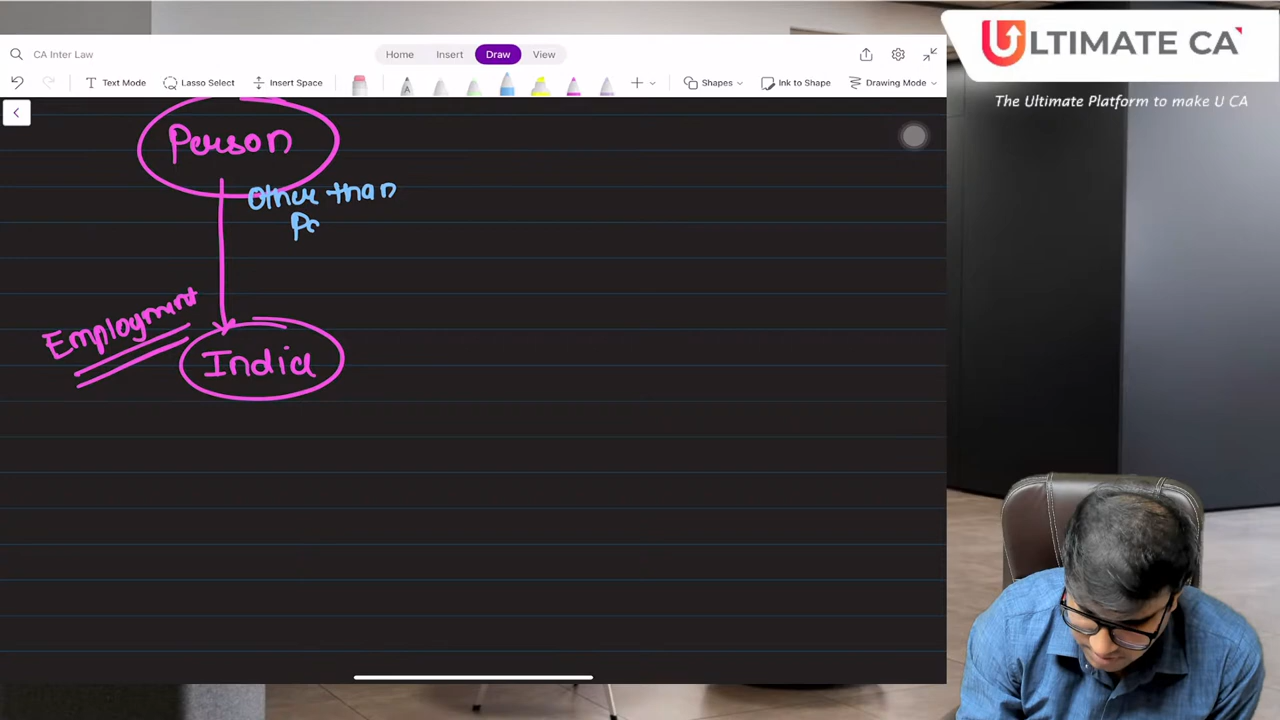 CA Inter Law
Home Insert Draw View
Text Mode Lasso Select Insert Space Shapes Ink to Shape Drawing Mode
ULTIMATE CA
The Ultimate Platform to make U CA
Person
Other than
Employment
India